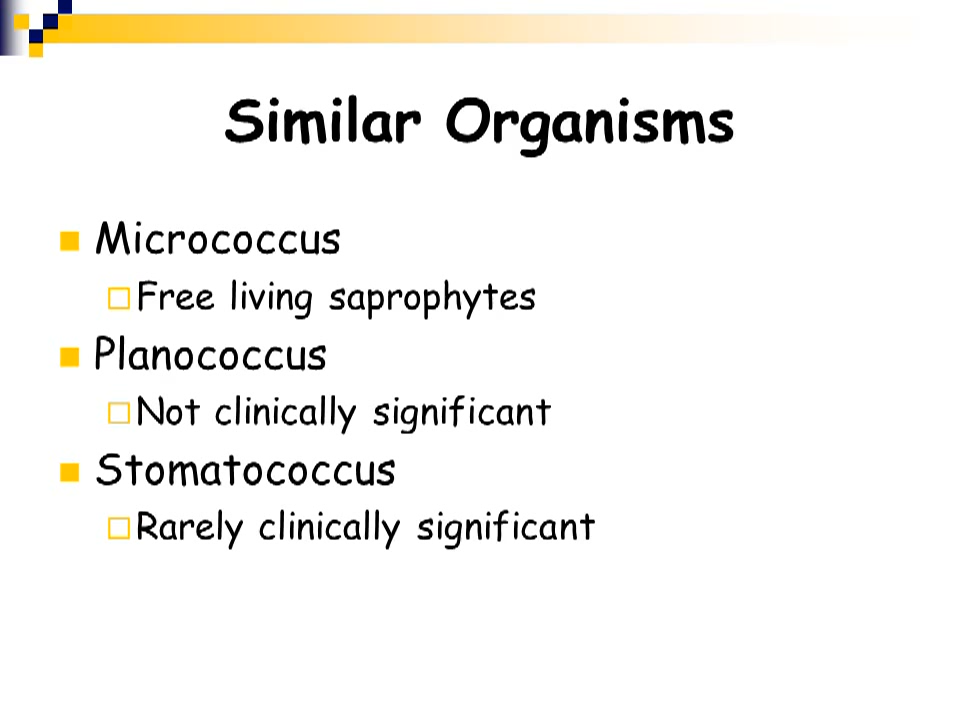 Similar Organisms
Micrococcus
Free living saprophytes
Planococcus
Not clinically significant
Stomatococcus
Rarely clinically significant